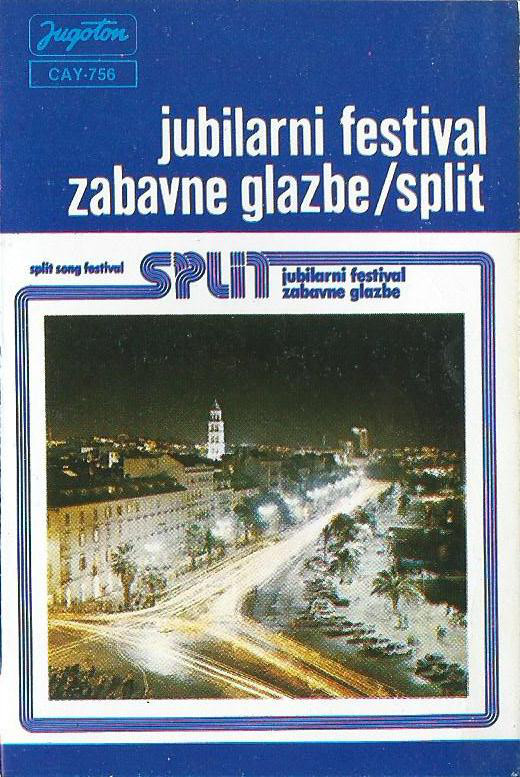 Jugoton
CAY-756
jubilarni festival
zabavne glazbe/split
split song festival
SPLIT
jubilarni festival
zabavne glazbe